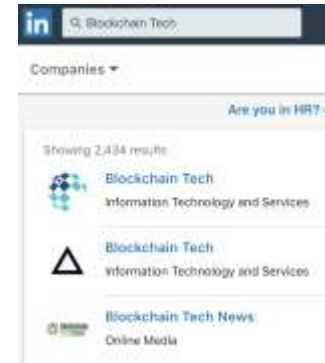 in Blockchain Tech
Companies
Are you in HR?
Showing 2,434 results
Blockchain Tech
Information Technology and Services
Blockchain Tech
Information Technology and Services
Blockchain Tech News
Online Media